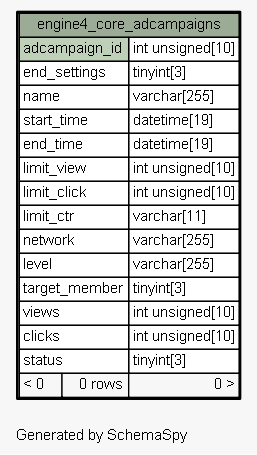 engine4_core_adcampaigns
adcampaign_id int unsigned[10]
end_settings tinyint[3]
name varchar[255]
start_time datetime[19]
end_time datetime[19]
limit_view int unsigned[10]
limit_click int unsigned[10]
limit_ctr varchar[11]
network varchar[255]
level varchar[255]
target_member tinyint[3]
views int unsigned[10]
clicks int unsigned[10]
status tinyint[3]
< 0 0 rows 0 >
Generated by SchemaSpy